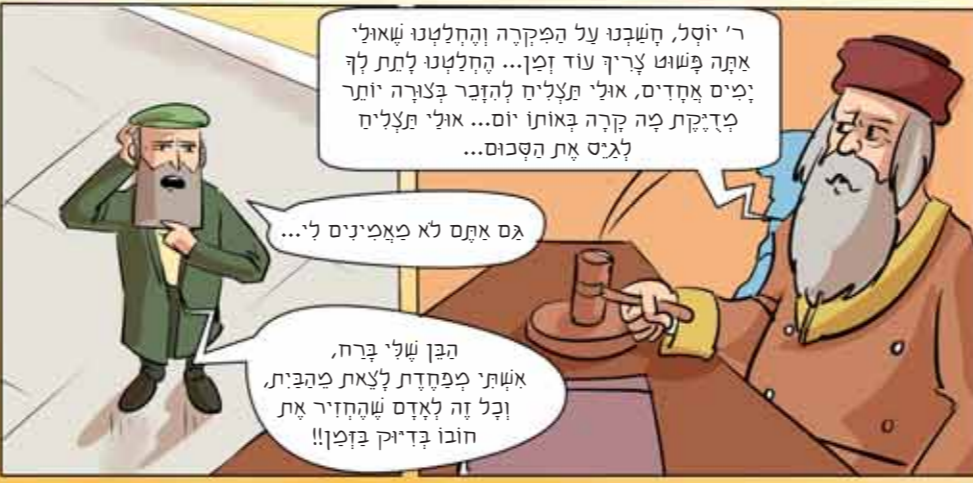 ר' יוֹסְל, חָשַׁבְנוּ עַל הַמִּקְרֶה וְהֶחְלַטְנוּ שֶׁאוּלַי
אַתָּה פָּשׁוּט צָרִיךְ עוֹד זְמַן... הֶחְלַטְנוּ לָתֵת לְךָ
יָמִים אֲחָדִים, אוּלַי תַּצְלִיחַ לְהִזָּכֵר בְּצוּרָה יוֹתֵר
מְדֻיֶּקֶת מָה קָרָה בְּאוֹתוֹ יוֹם... אוּלַי תַּצְלִיחַ
לְגַיֵּס אֶת הַסְּכוּם...
גַּם אַתֶּם לֹא מַאֲמִינִים לִי...
הַבֵּן שֶׁלִּי בָּרַח,
אִשְׁתִּי מְפַחֶדֶת לָצֵאת מֵהַבַּיִת,
וְכָל זֶה לְאָדָם שֶׁהֶחְזִיר אֶת
חוֹבוֹ בְּדִיּוּק בַּזְּמַן!!